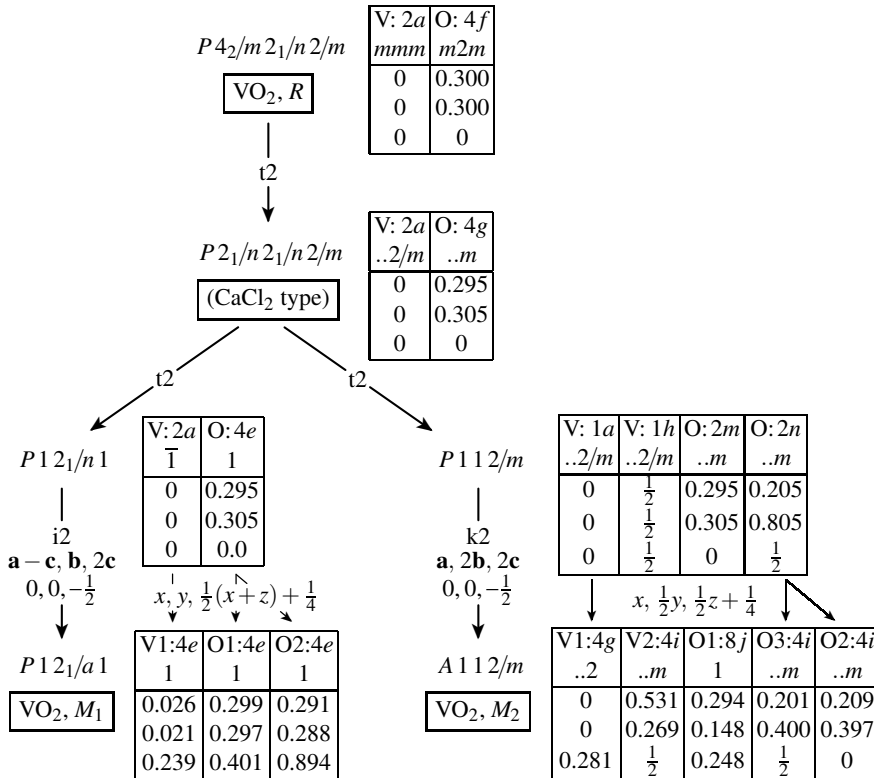 V: 2a O: 4f
P 4₂/m 2₁/n 2/m mmm m2m
VO₂, R
0 0.300
0 0.300
0 0
t2
V: 2a O: 4g
P 2₁/n 2₁/n 2/m ..2/m ..m
(CaCl₂ type)
0 0.295
0 0.305
0 0
t2 t2
V: 2a O: 4e
P 1 2₁/n 1 1̅ 1
0 0.295
0 0.305
0 0.0
i2
a − c, b, 2c
0, 0, −1/2
x, y, 1/2(x + z) + 1/4
V1:4e O1:4e O2:4e
P 1 2₁/a 1 1 1 1
VO₂, M₁
0.026 0.299 0.291
0.021 0.297 0.288
0.239 0.401 0.894
V: 1a V: 1h O: 2m O: 2n
P 1 1 2/m ..2/m ..2/m ..m ..m
0 1/2 0.295 0.205
0 1/2 0.305 0.805
0 1/2 0 1/2
k2
a, 2b, 2c
0, 0, −1/2
x, 1/2y, 1/2z + 1/4
V1:4g V2:4i O1:8j O3:4i O2:4i
A 1 1 2/m ..2 ..m 1 ..m ..m
VO₂, M₂
0 0.531 0.294 0.201 0.209
0 0.269 0.148 0.400 0.397
0.281 1/2 0.248 1/2 0